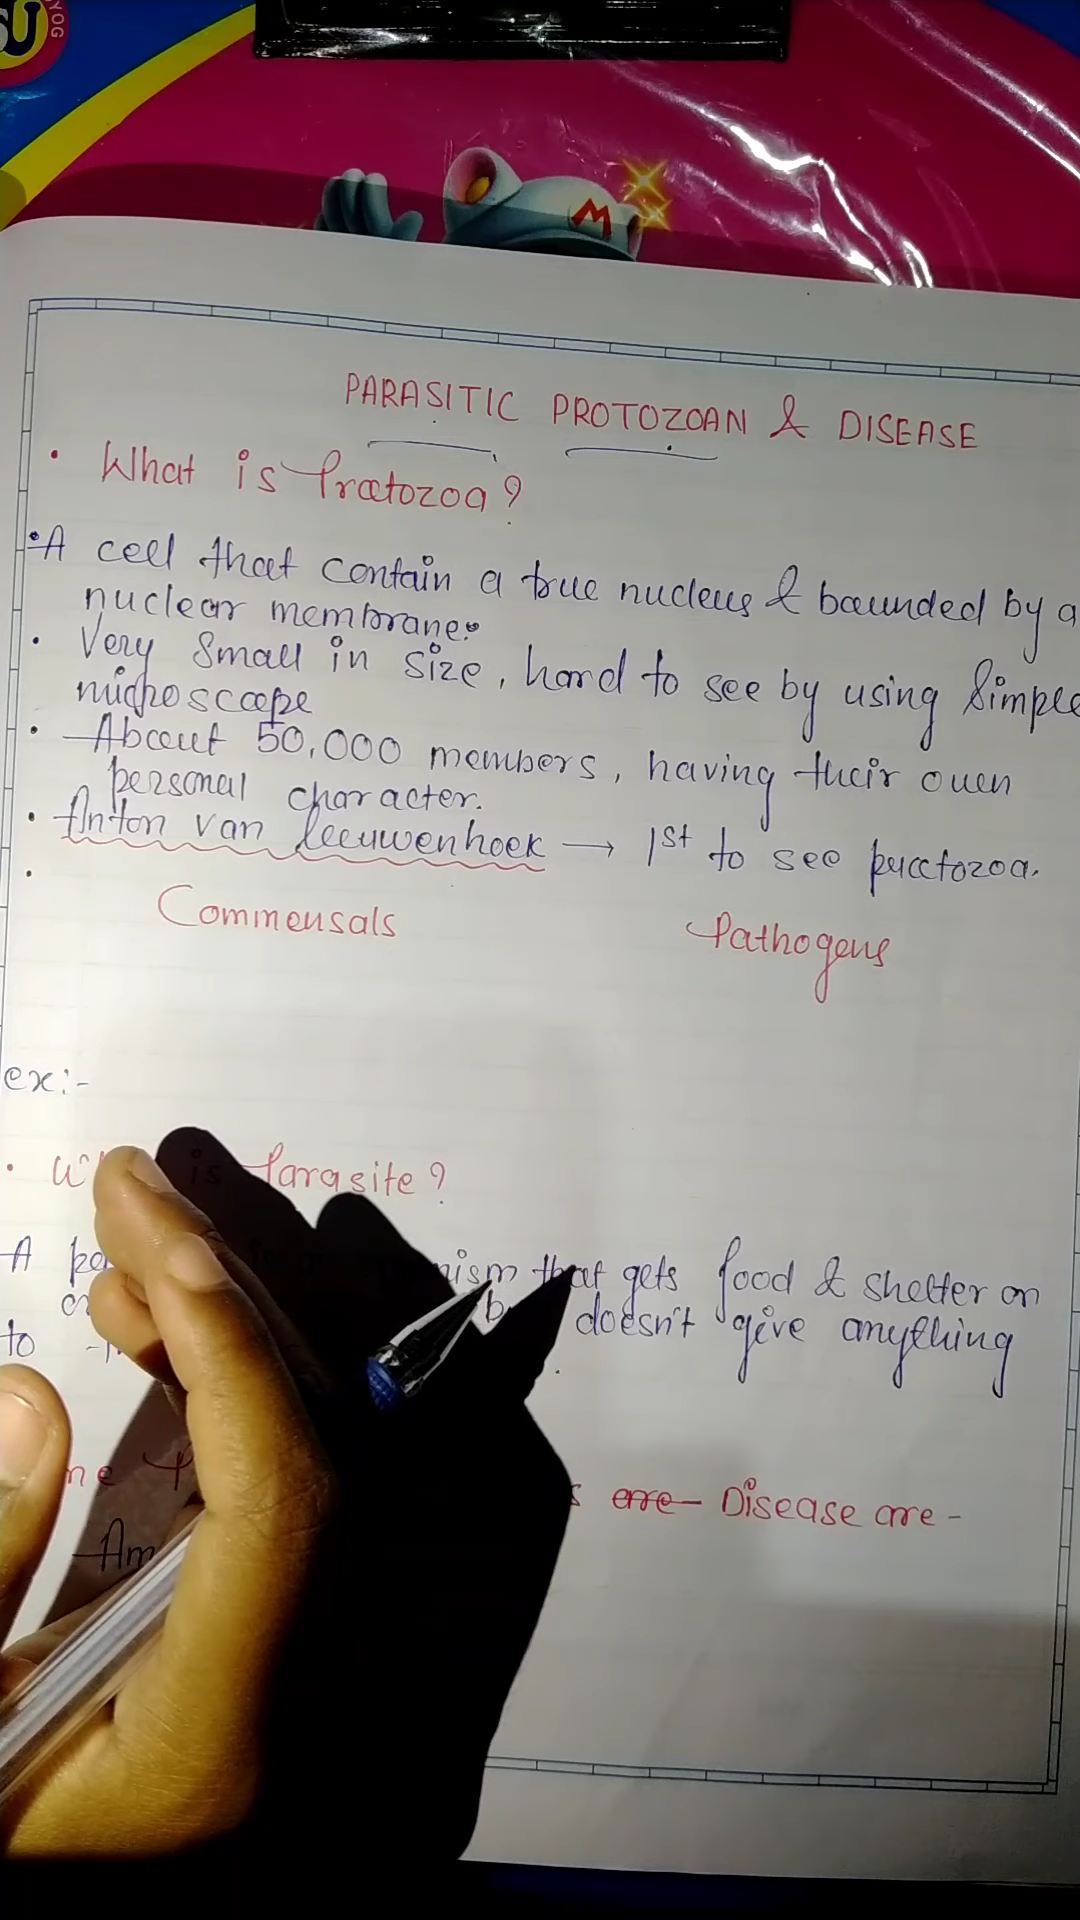 YOG
SU
M
PARASITIC PROTOZOAN & DISEASE
• What is Protozoa?
• A cell that contain a true nucleus & bounded by a
nuclear membrane.
• Very small in size, hard to see by using simple
microscope
• About 50,000 members, having their own
personal character.
• Anton van leeuwenhoek → 1st to see protozoa.
•
Commensals Pathogens
ex:-
• is Parasite?
A that gets food & shelter on
doesn't give anything
to
are Disease are -